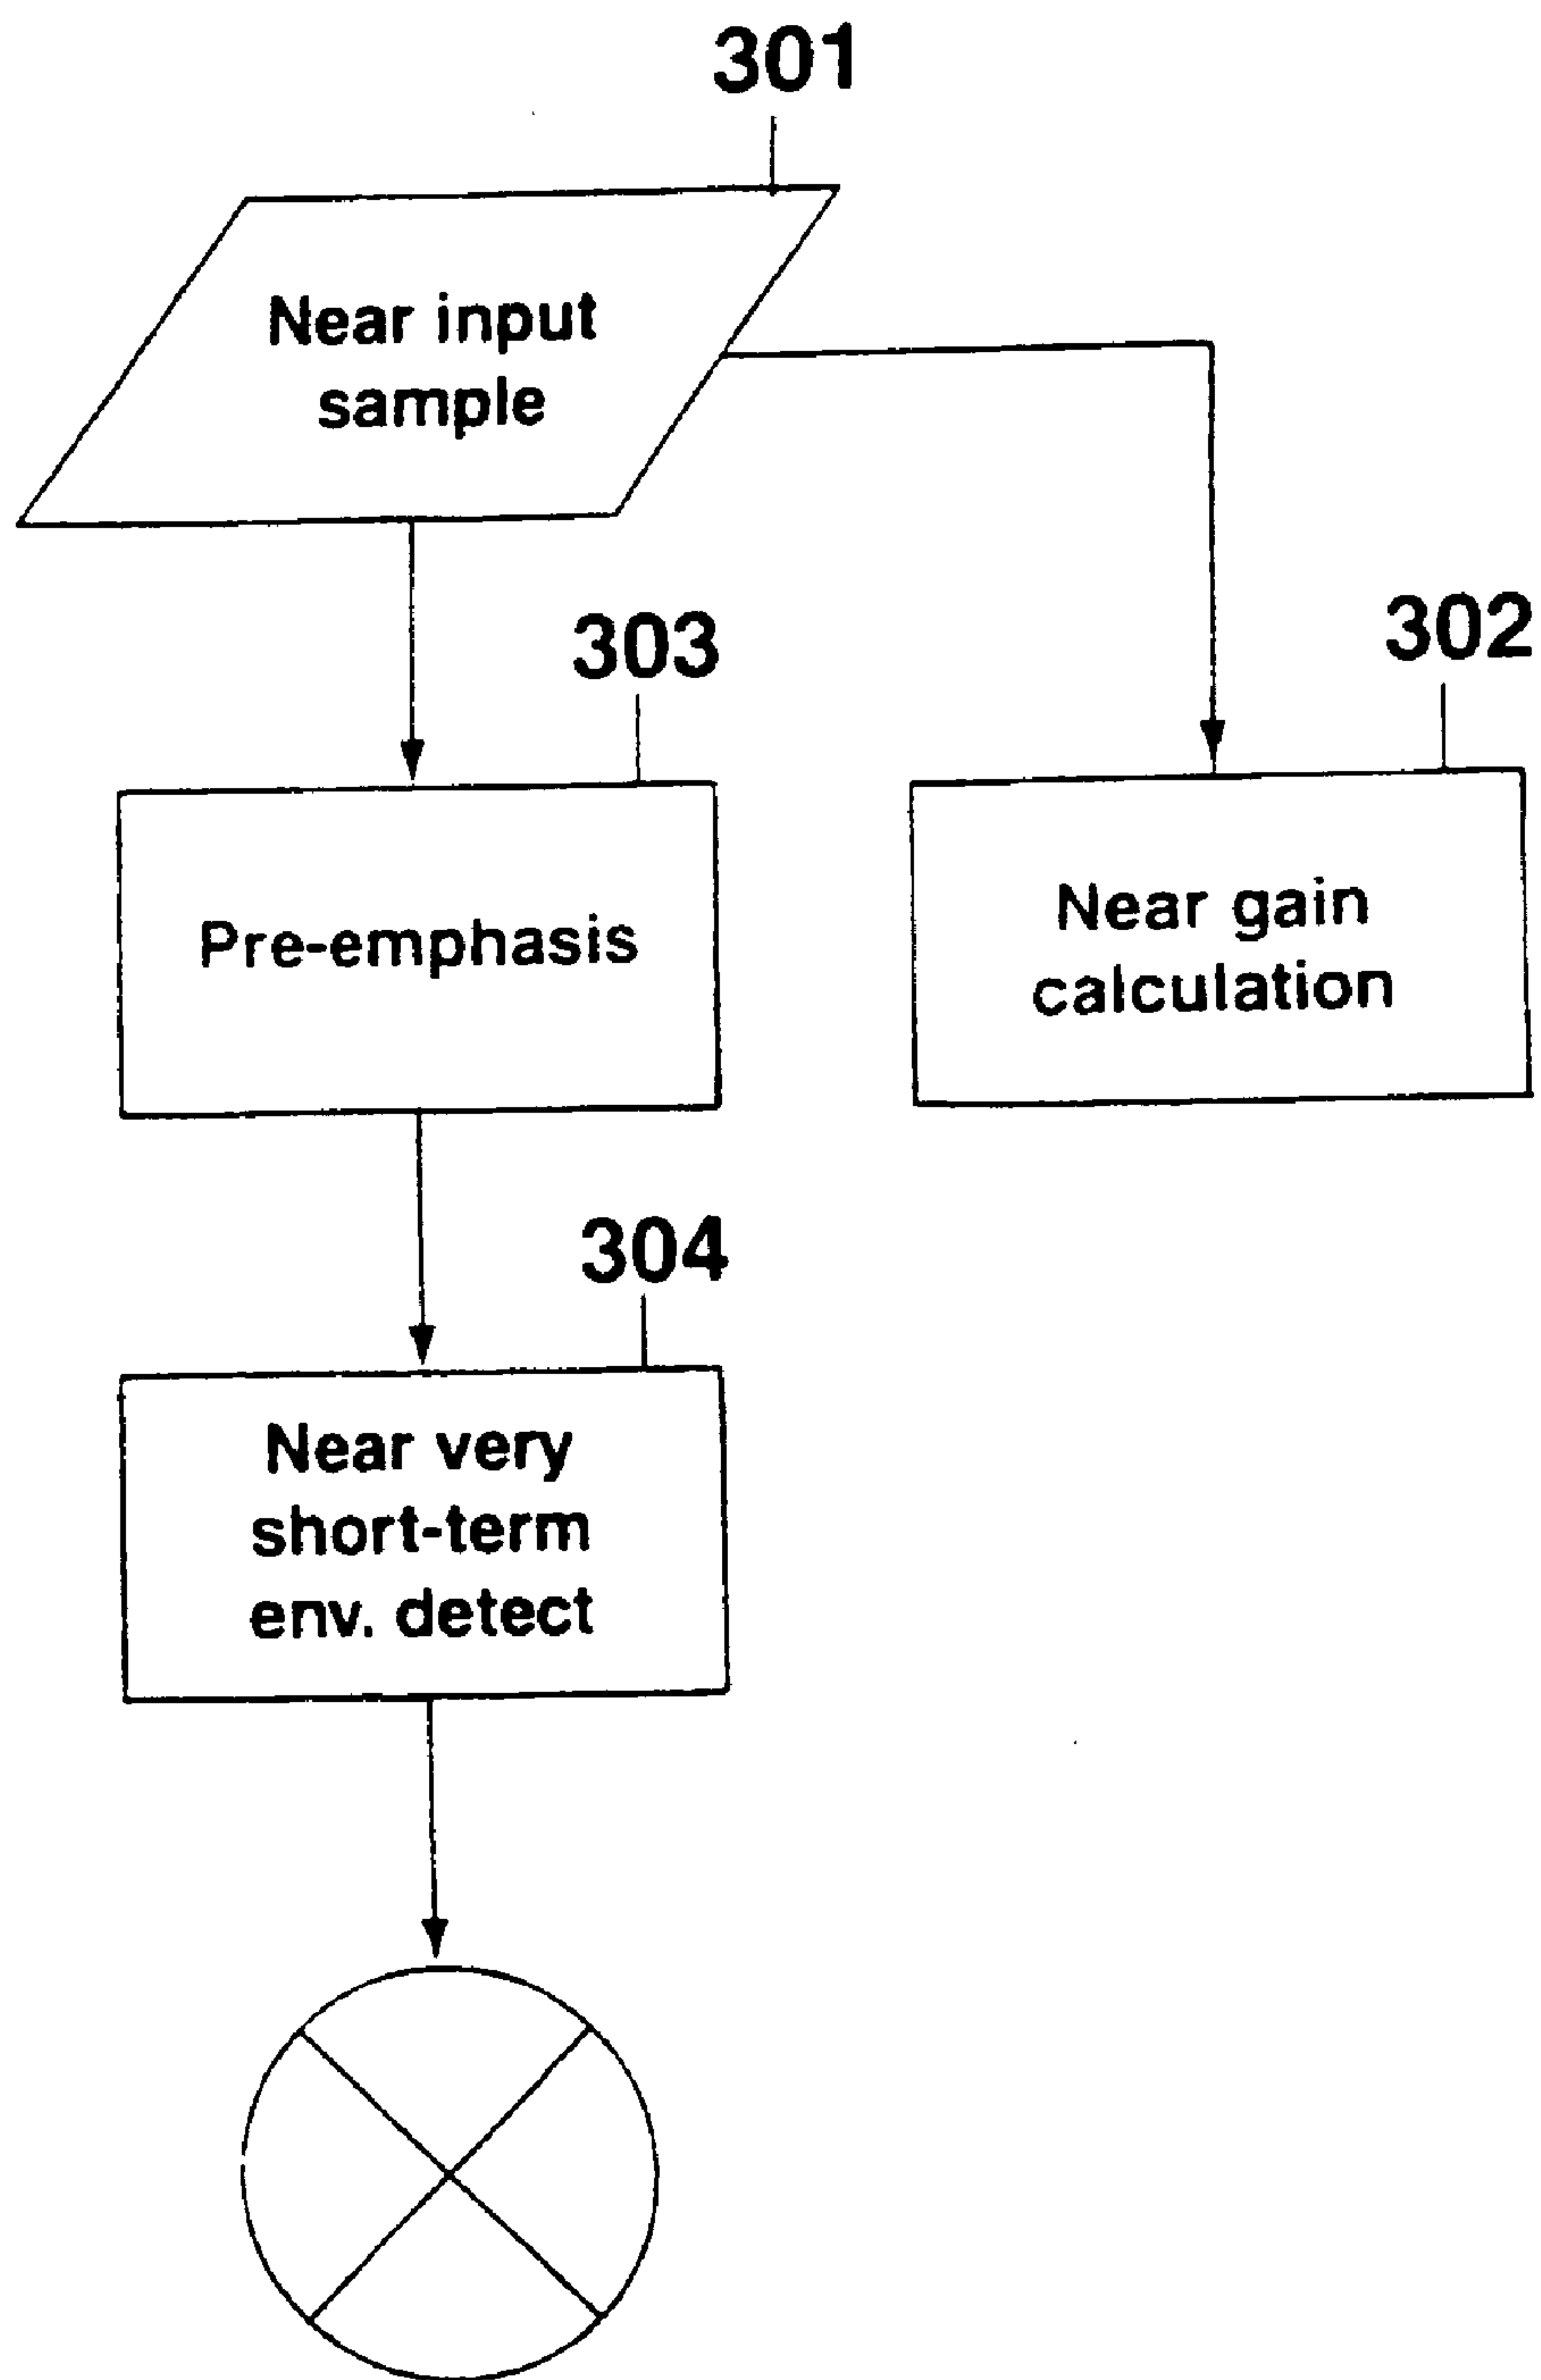 301
Near input
sample
303
302
Pre-emphasis
Near gain
calculation
304
Near very
short-term
env. detect